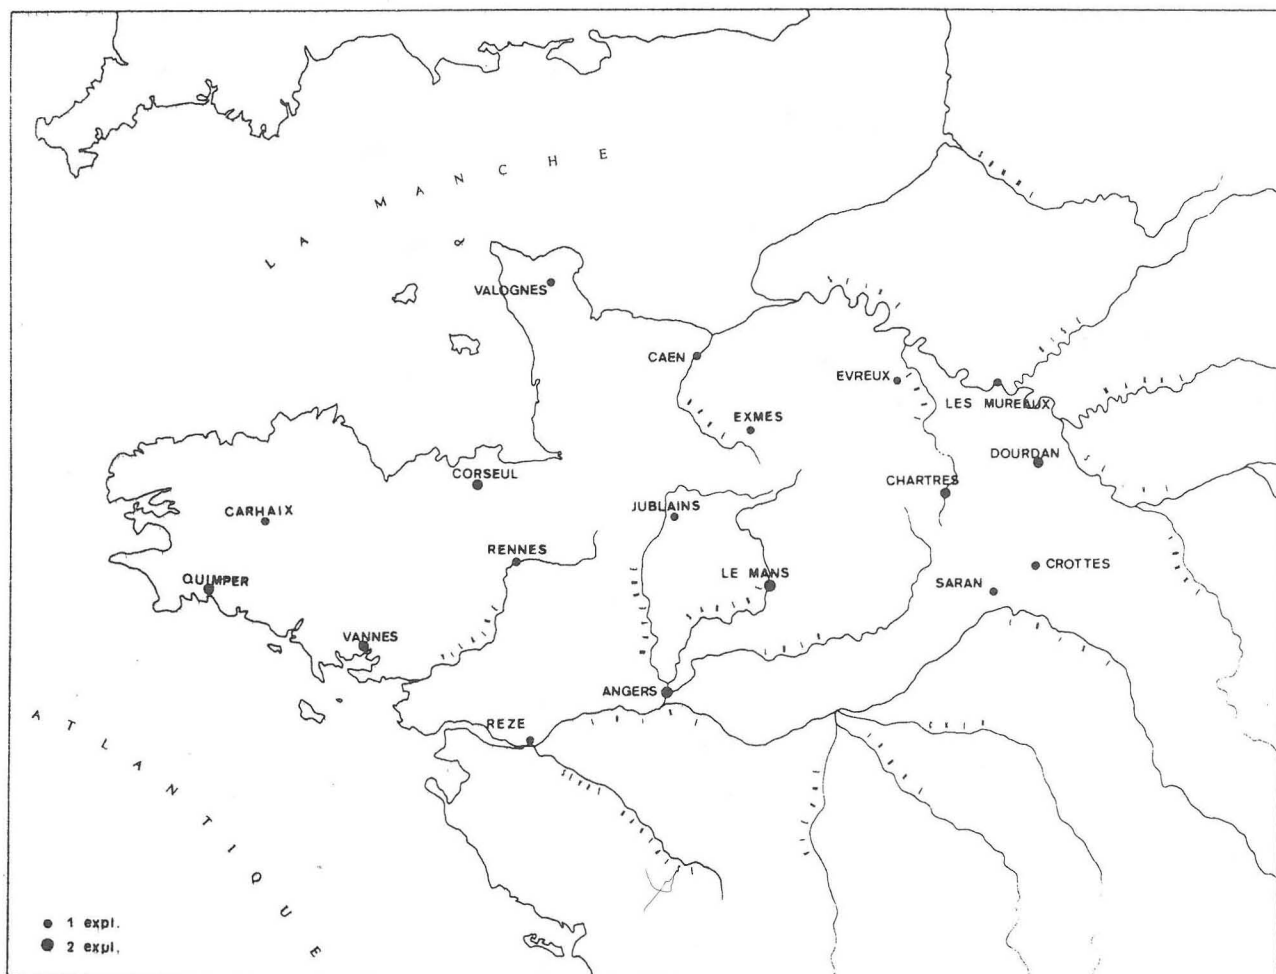 LA MANCHE
VALOGNES
CAEN
EVREUX
LES MUREAUX
EXMES
DOURDAN
CORSEUL
CHARTRES
CARHAIX
JUBLAINS
RENNES
LE MANS
CROTTES
QUIMPER
SARAN
VANNES
ANGERS
REZE
ATLANTIQUE
1 expl.
2 expl.